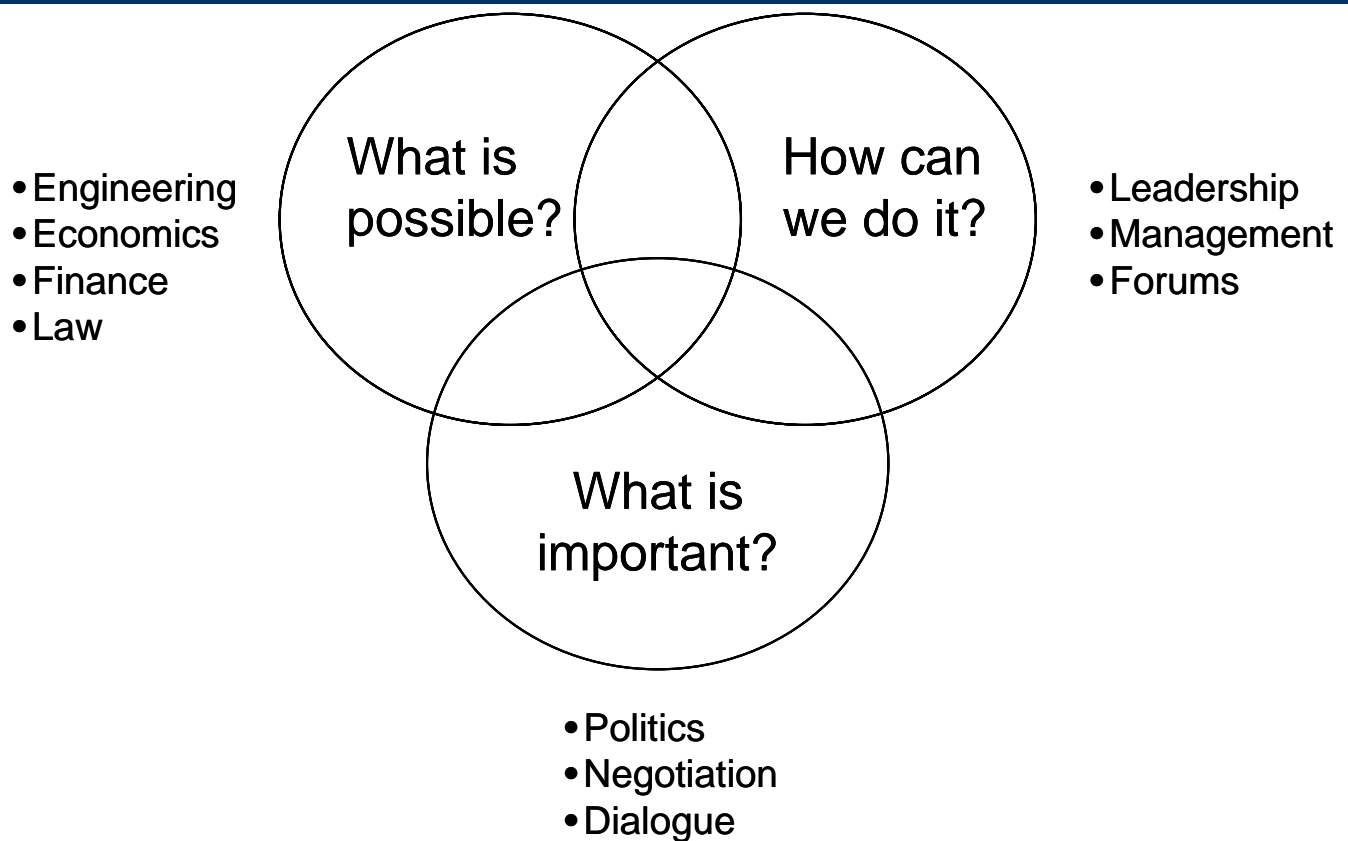 What is
possible?
How can
we do it?
•Engineering
•Economics
•Finance
•Law
•Leadership
•Management
•Forums
What is
important?
•Politics
•Negotiation
•Dialogue